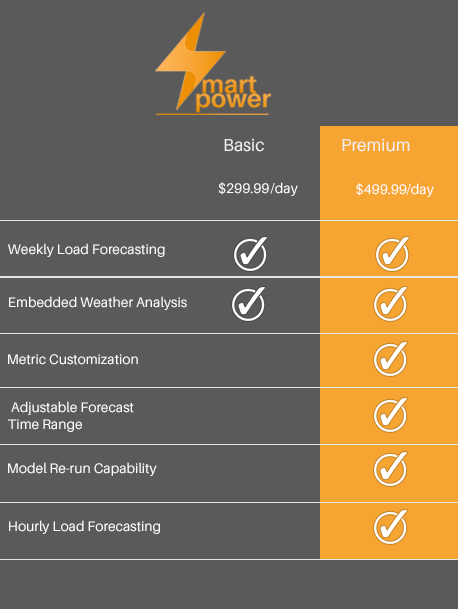 mart
power
Basic
Premium
$299.99/day
$499.99/day
Weekly Load Forecasting
Embedded Weather Analysis
Metric Customization
Adjustable Forecast
Time Range
Model Re-run Capability
Hourly Load Forecasting